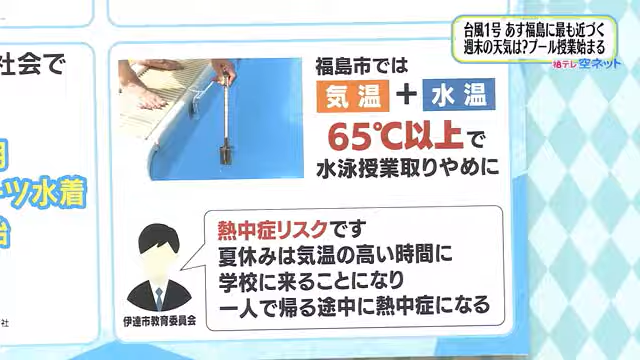 台風1号 あす福島に最も近づく
週末の天気は?プール授業始まる
福テレ空ネット
社会で
福島市では
気温+水温
65℃以上で
水泳授業取りやめに
ーツ水着
熱中症リスクです
夏休みは気温の高い時間に
学校に来ることになり
一人で帰る途中に熱中症になる
伊達市教育委員会
社